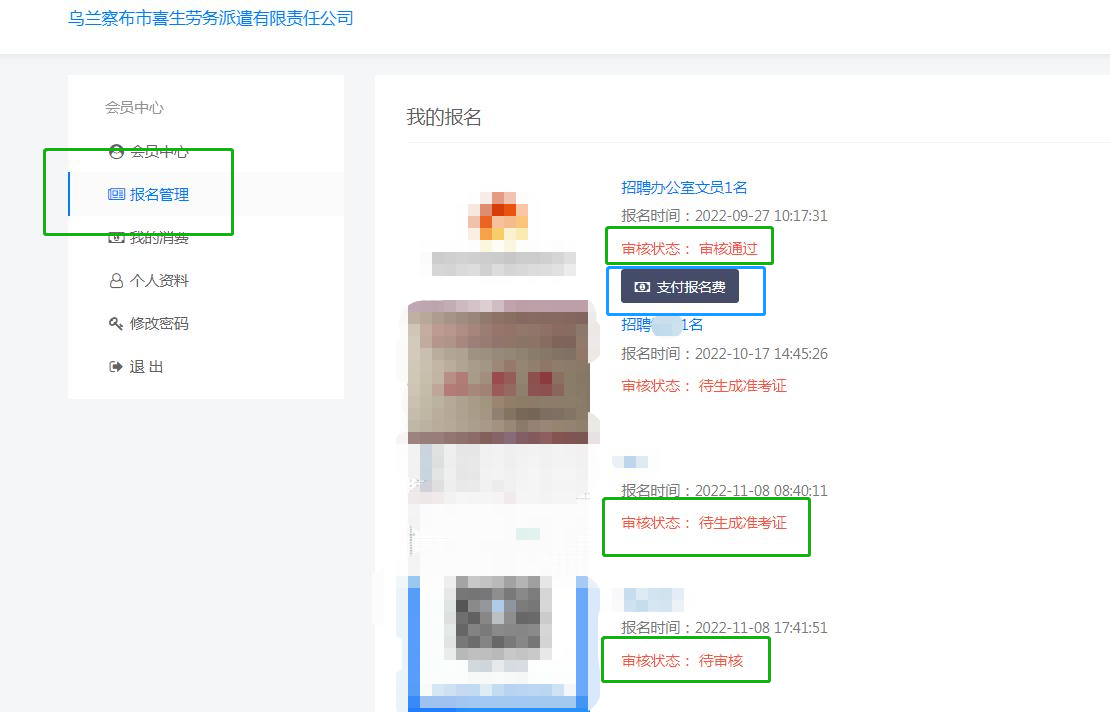 乌兰察布市喜生劳务派遣有限责任公司
会员中心
会员中心
报名管理
我的消费
个人资料
修改密码
退 出
我的报名
招聘办公室文员1名
报名时间：2022-09-27 10:17:31
审核状态： 审核通过
支付报名费
招聘 1名
报名时间：2022-10-17 14:45:26
审核状态： 待生成准考证
报名时间：2022-11-08 08:40:11
审核状态： 待生成准考证
报名时间：2022-11-08 17:41:51
审核状态： 待审核